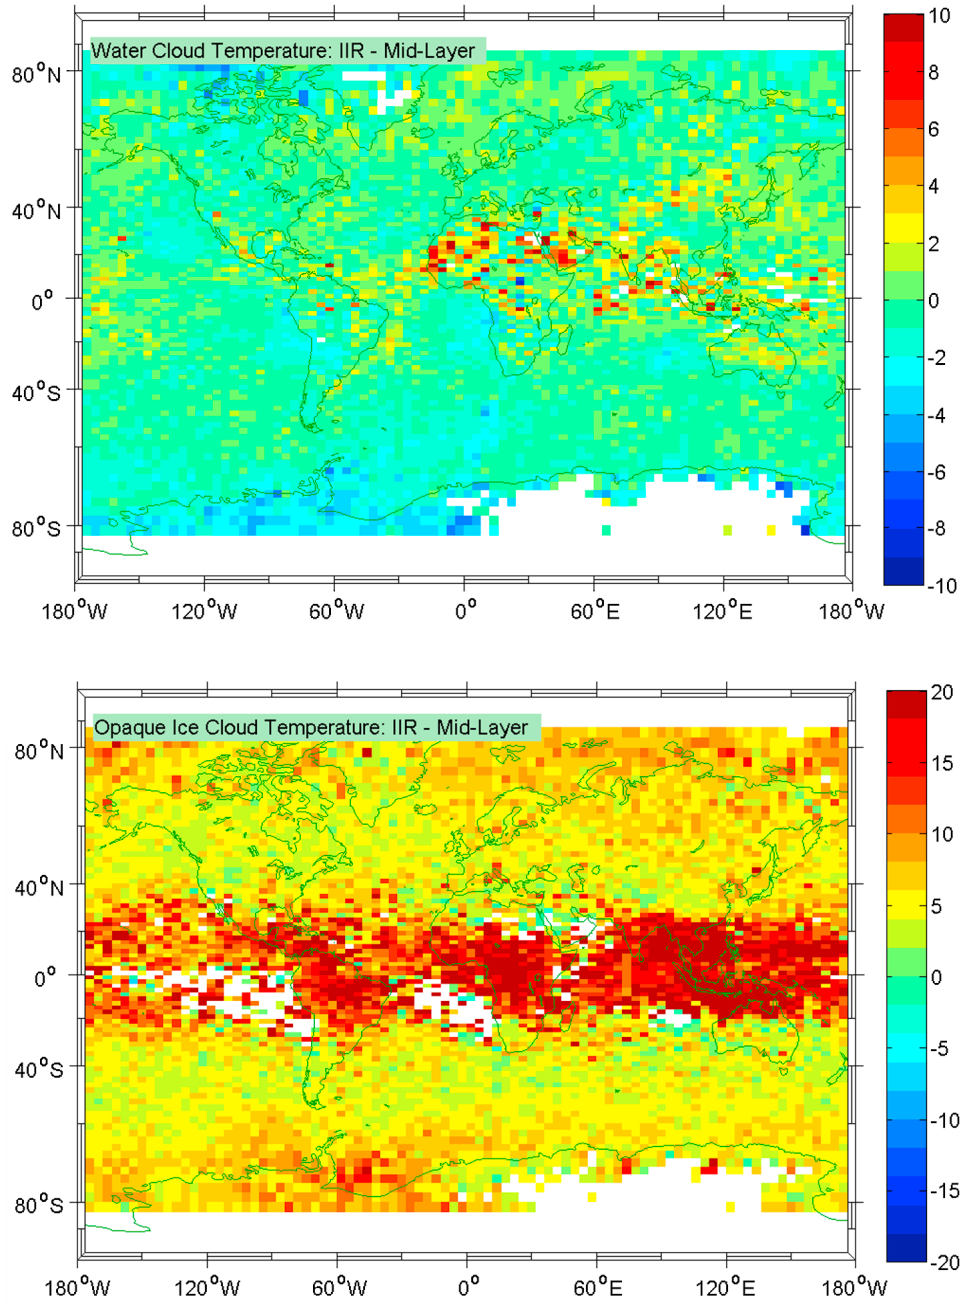 Water Cloud Temperature: IIR - Mid-Layer
80°N
40°N
0°
40°S
80°S
180°W 120°W 60°W 0° 60°E 120°E 180°W
10
8
6
4
2
0
-2
-4
-6
-8
-10
Opaque Ice Cloud Temperature: IIR - Mid-Layer
80°N
40°N
0°
40°S
80°S
180°W 120°W 60°W 0° 60°E 120°E 180°W
20
15
10
5
0
-5
-10
-15
-20